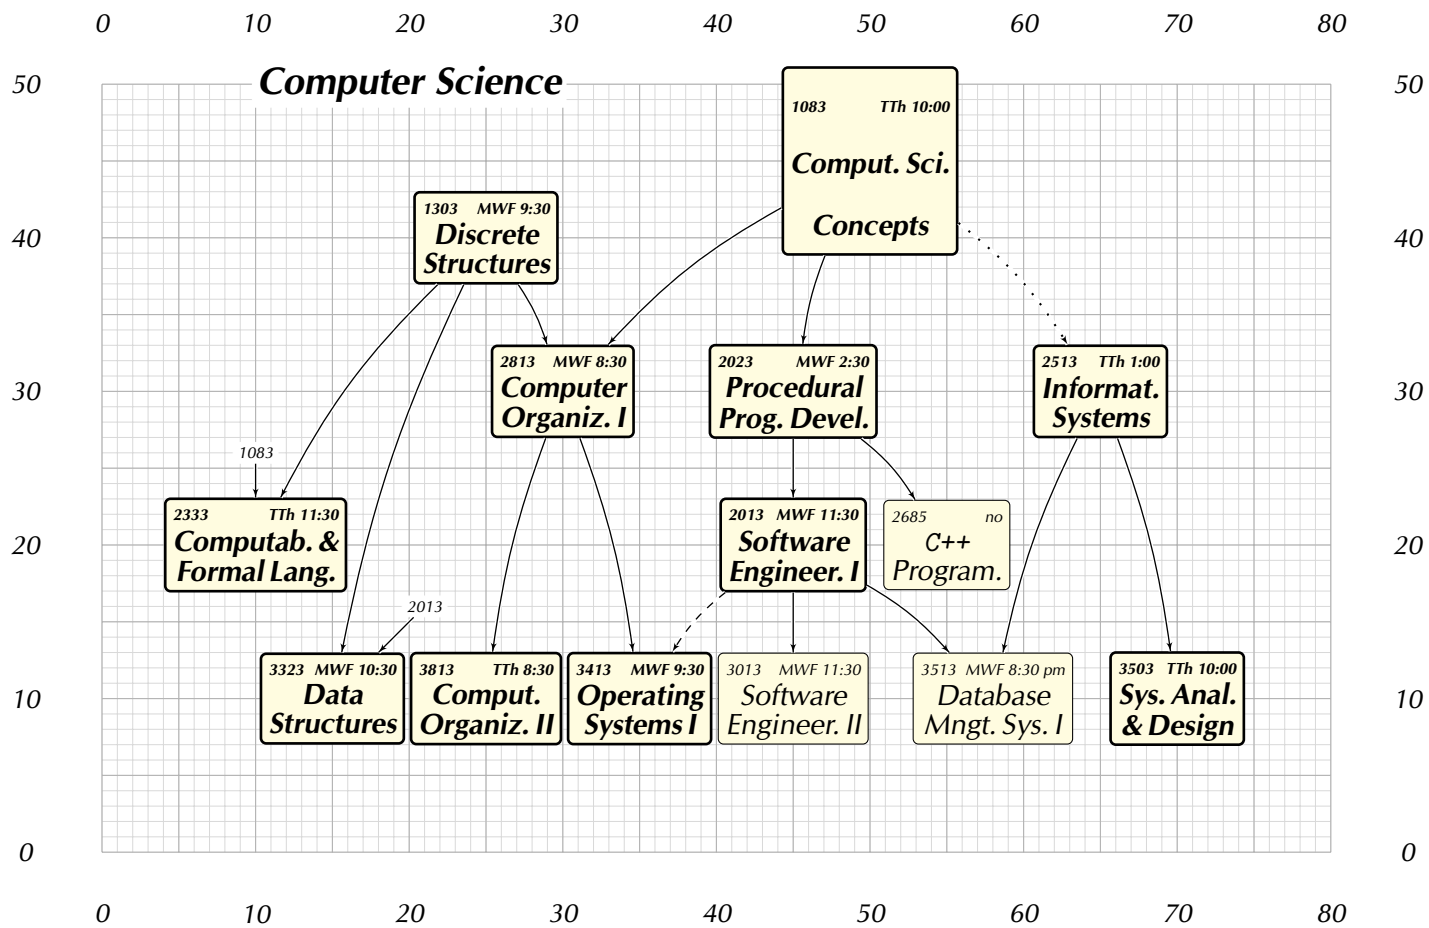 0 10 20 30 40 50 60 70 80
50 Computer Science 50
1083 TTh 10:00
Comput. Sci.
Concepts
1303 MWF 9:30
Discrete
Structures
40 40
2813 MWF 8:30
Computer
Organiz. I
2023 MWF 2:30
Procedural
Prog. Devel.
2513 TTh 1:00
Informat.
Systems
30 30
1083
2333 TTh 11:30
Computab. &
Formal Lang.
2013 MWF 11:30
Software
Engineer. I
2685 no
C++
Program.
20 20
2013
3323 MWF 10:30
Data
Structures
3813 TTh 8:30
Comput.
Organiz. II
3413 MWF 9:30
Operating
Systems I
3013 MWF 11:30
Software
Engineer. II
3513 MWF 8:30 pm
Database
Mngt. Sys. I
3503 TTh 10:00
Sys. Anal.
& Design
10 10
0 0
0 10 20 30 40 50 60 70 80